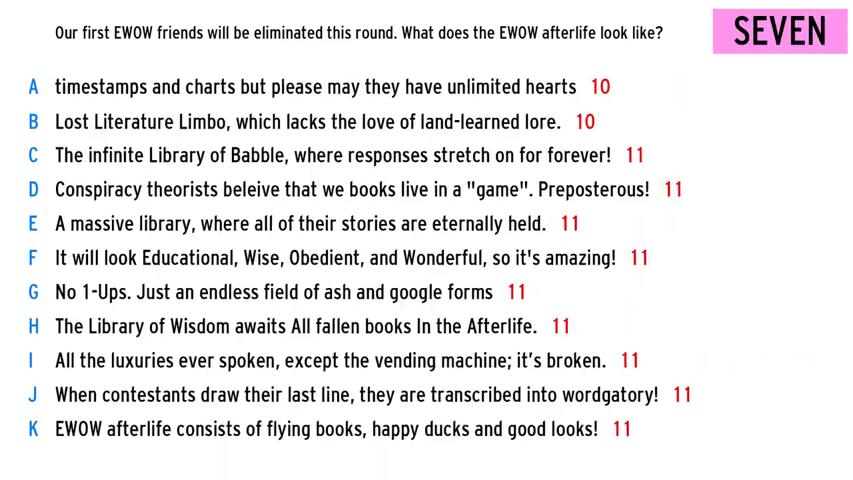 Our first EWOW friends will be eliminated this round. What does the EWOW afterlife look like?
SEVEN
A timestamps and charts but please may they have unlimited hearts 10
B Lost Literature Limbo, which lacks the love of land-learned lore. 10
C The infinite Library of Babble, where responses stretch on for forever! 11
D Conspiracy theorists beleive that we books live in a "game". Preposterous! 11
E A massive library, where all of their stories are eternally held. 11
F It will look Educational, Wise, Obedient, and Wonderful, so it's amazing! 11
G No 1-Ups. Just an endless field of ash and google forms 11
H The Library of Wisdom awaits All fallen books In the Afterlife. 11
I All the luxuries ever spoken, except the vending machine; it’s broken. 11
J When contestants draw their last line, they are transcribed into wordgatory! 11
K EWOW afterlife consists of flying books, happy ducks and good looks! 11